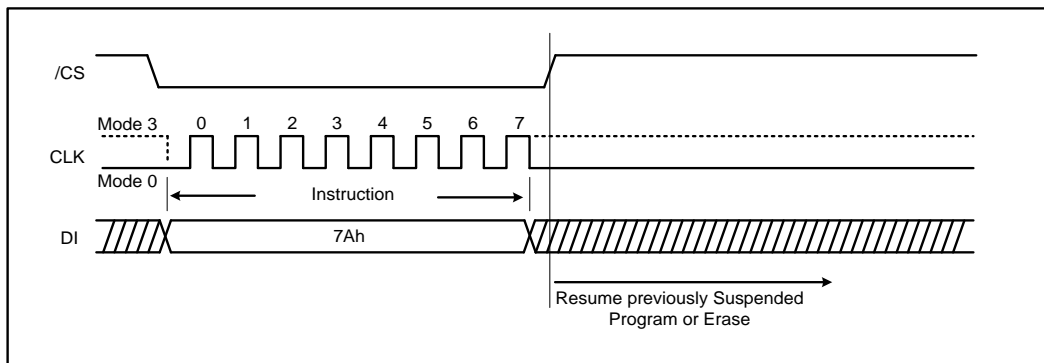 /CS
Mode 3
0 1 2 3 4 5 6 7
CLK
Mode 0
Instruction
DI
7Ah
Resume previously Suspended
Program or Erase